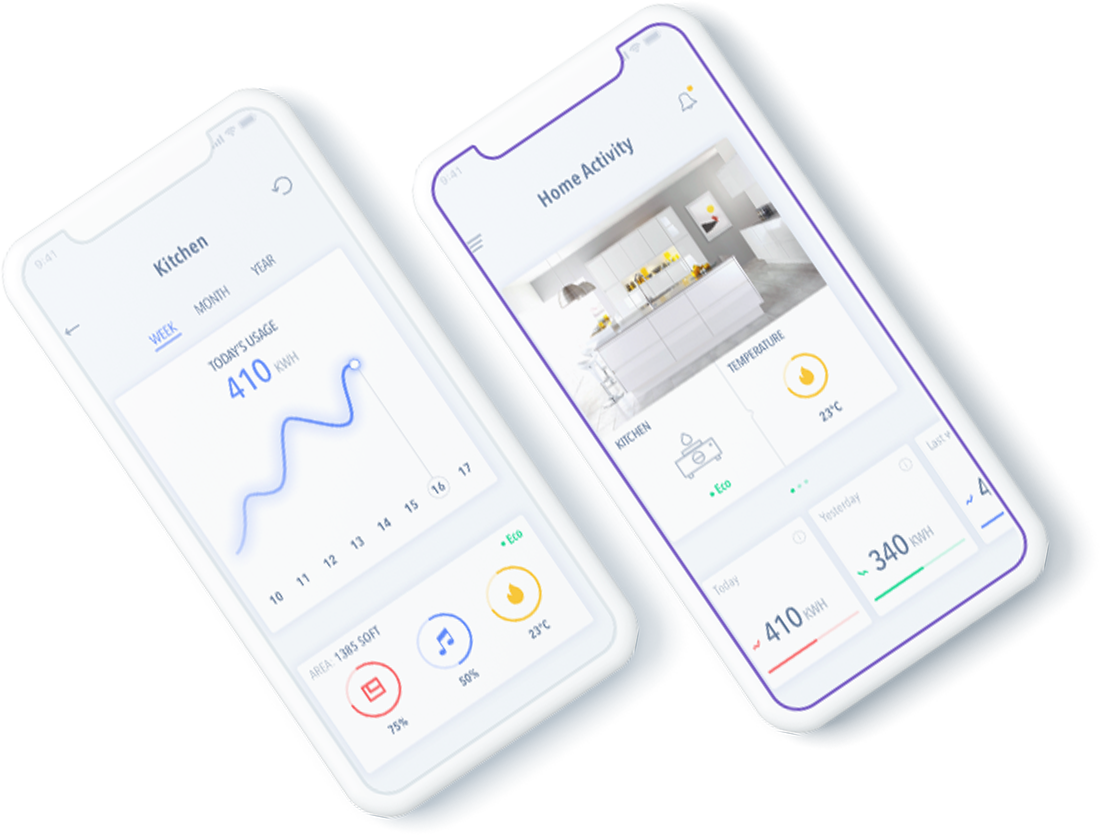 9:41
Kitchen
WEEK MONTH YEAR
TODAY'S USAGE
410 KWH
10 11 12 13 14 15 16 17
• Eco
AREA: 1385 SQFT
75% 50% 23°C
9:41
Home Activity
KITCHEN
• Eco
TEMPERATURE
23°C
Today
410 KWH
Yesterday
340 KWH
Last
4